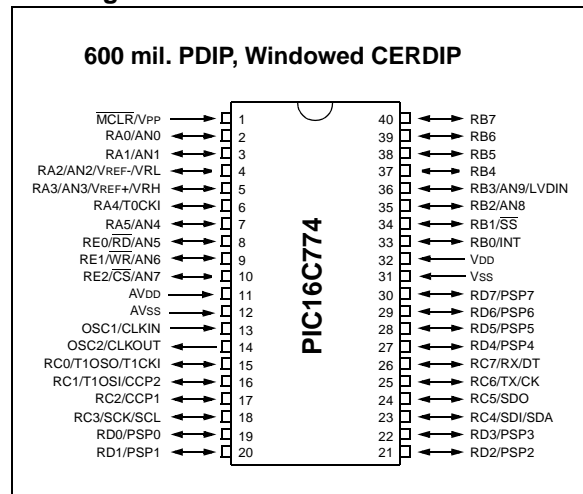 600 mil. PDIP, Windowed CERDIP
MCLR/VPP 1 40 RB7
RA0/AN0 2 39 RB6
RA1/AN1 3 38 RB5
RA2/AN2/VREF-/VRL 4 37 RB4
RA3/AN3/VREF+/VRH 5 36 RB3/AN9/LVDIN
RA4/T0CKI 6 35 RB2/AN8
RA5/AN4 7 34 RB1/SS
RE0/RD/AN5 8 33 RB0/INT
RE1/WR/AN6 9 32 VDD
RE2/CS/AN7 10 31 VSS
AVDD 11 30 RD7/PSP7
AVSS 12 29 RD6/PSP6
OSC1/CLKIN 13 28 RD5/PSP5
OSC2/CLKOUT 14 27 RD4/PSP4
RC0/T1OSO/T1CKI 15 26 RC7/RX/DT
RC1/T1OSI/CCP2 16 25 RC6/TX/CK
RC2/CCP1 17 24 RC5/SDO
RC3/SCK/SCL 18 23 RC4/SDI/SDA
RD0/PSP0 19 22 RD3/PSP3
RD1/PSP1 20 21 RD2/PSP2
PIC16C774